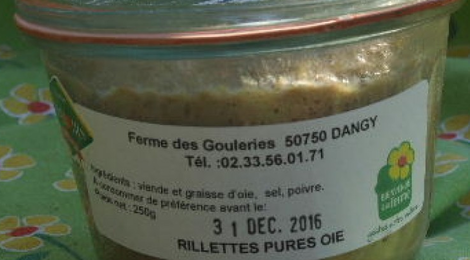 Ferme des Gouleries 50750 DANGY
Tél. :02.33.56.01.71
Ingrédients : viande et graisse d'oie, sel, poivre.
A consommer de préférence avant le:
Poids net : 250g
3 1 DEC. 2016
RILLETTES PURES OIE